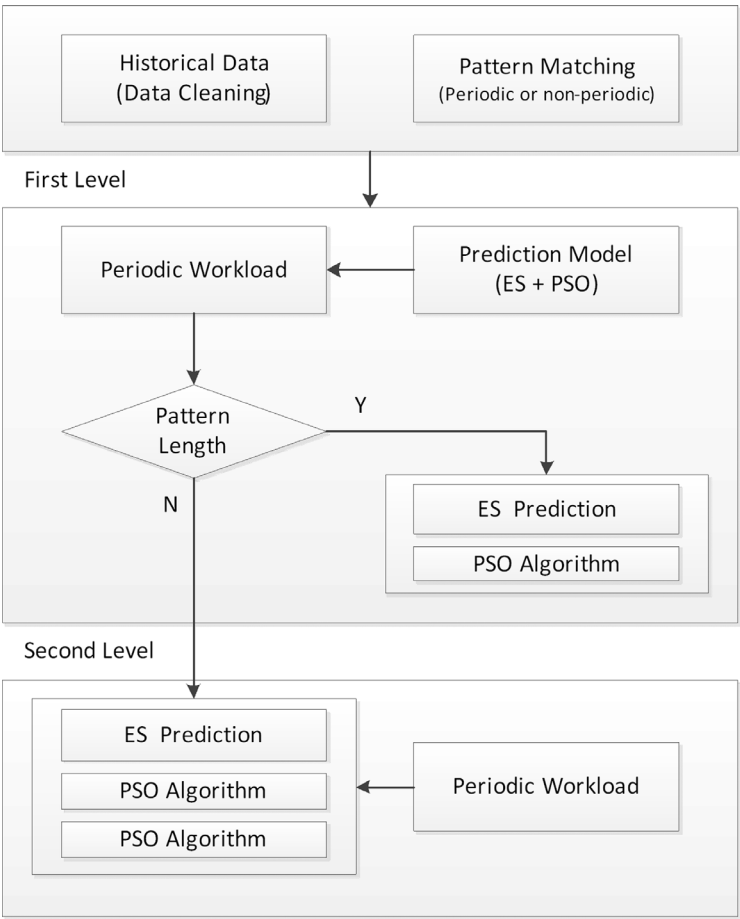 Historical Data
(Data Cleaning)
Pattern Matching
(Periodic or non-periodic)
First Level
Periodic Workload
Prediction Model
(ES + PSO)
Pattern
Length
Y
N
ES Prediction
PSO Algorithm
Second Level
ES Prediction
PSO Algorithm
PSO Algorithm
Periodic Workload